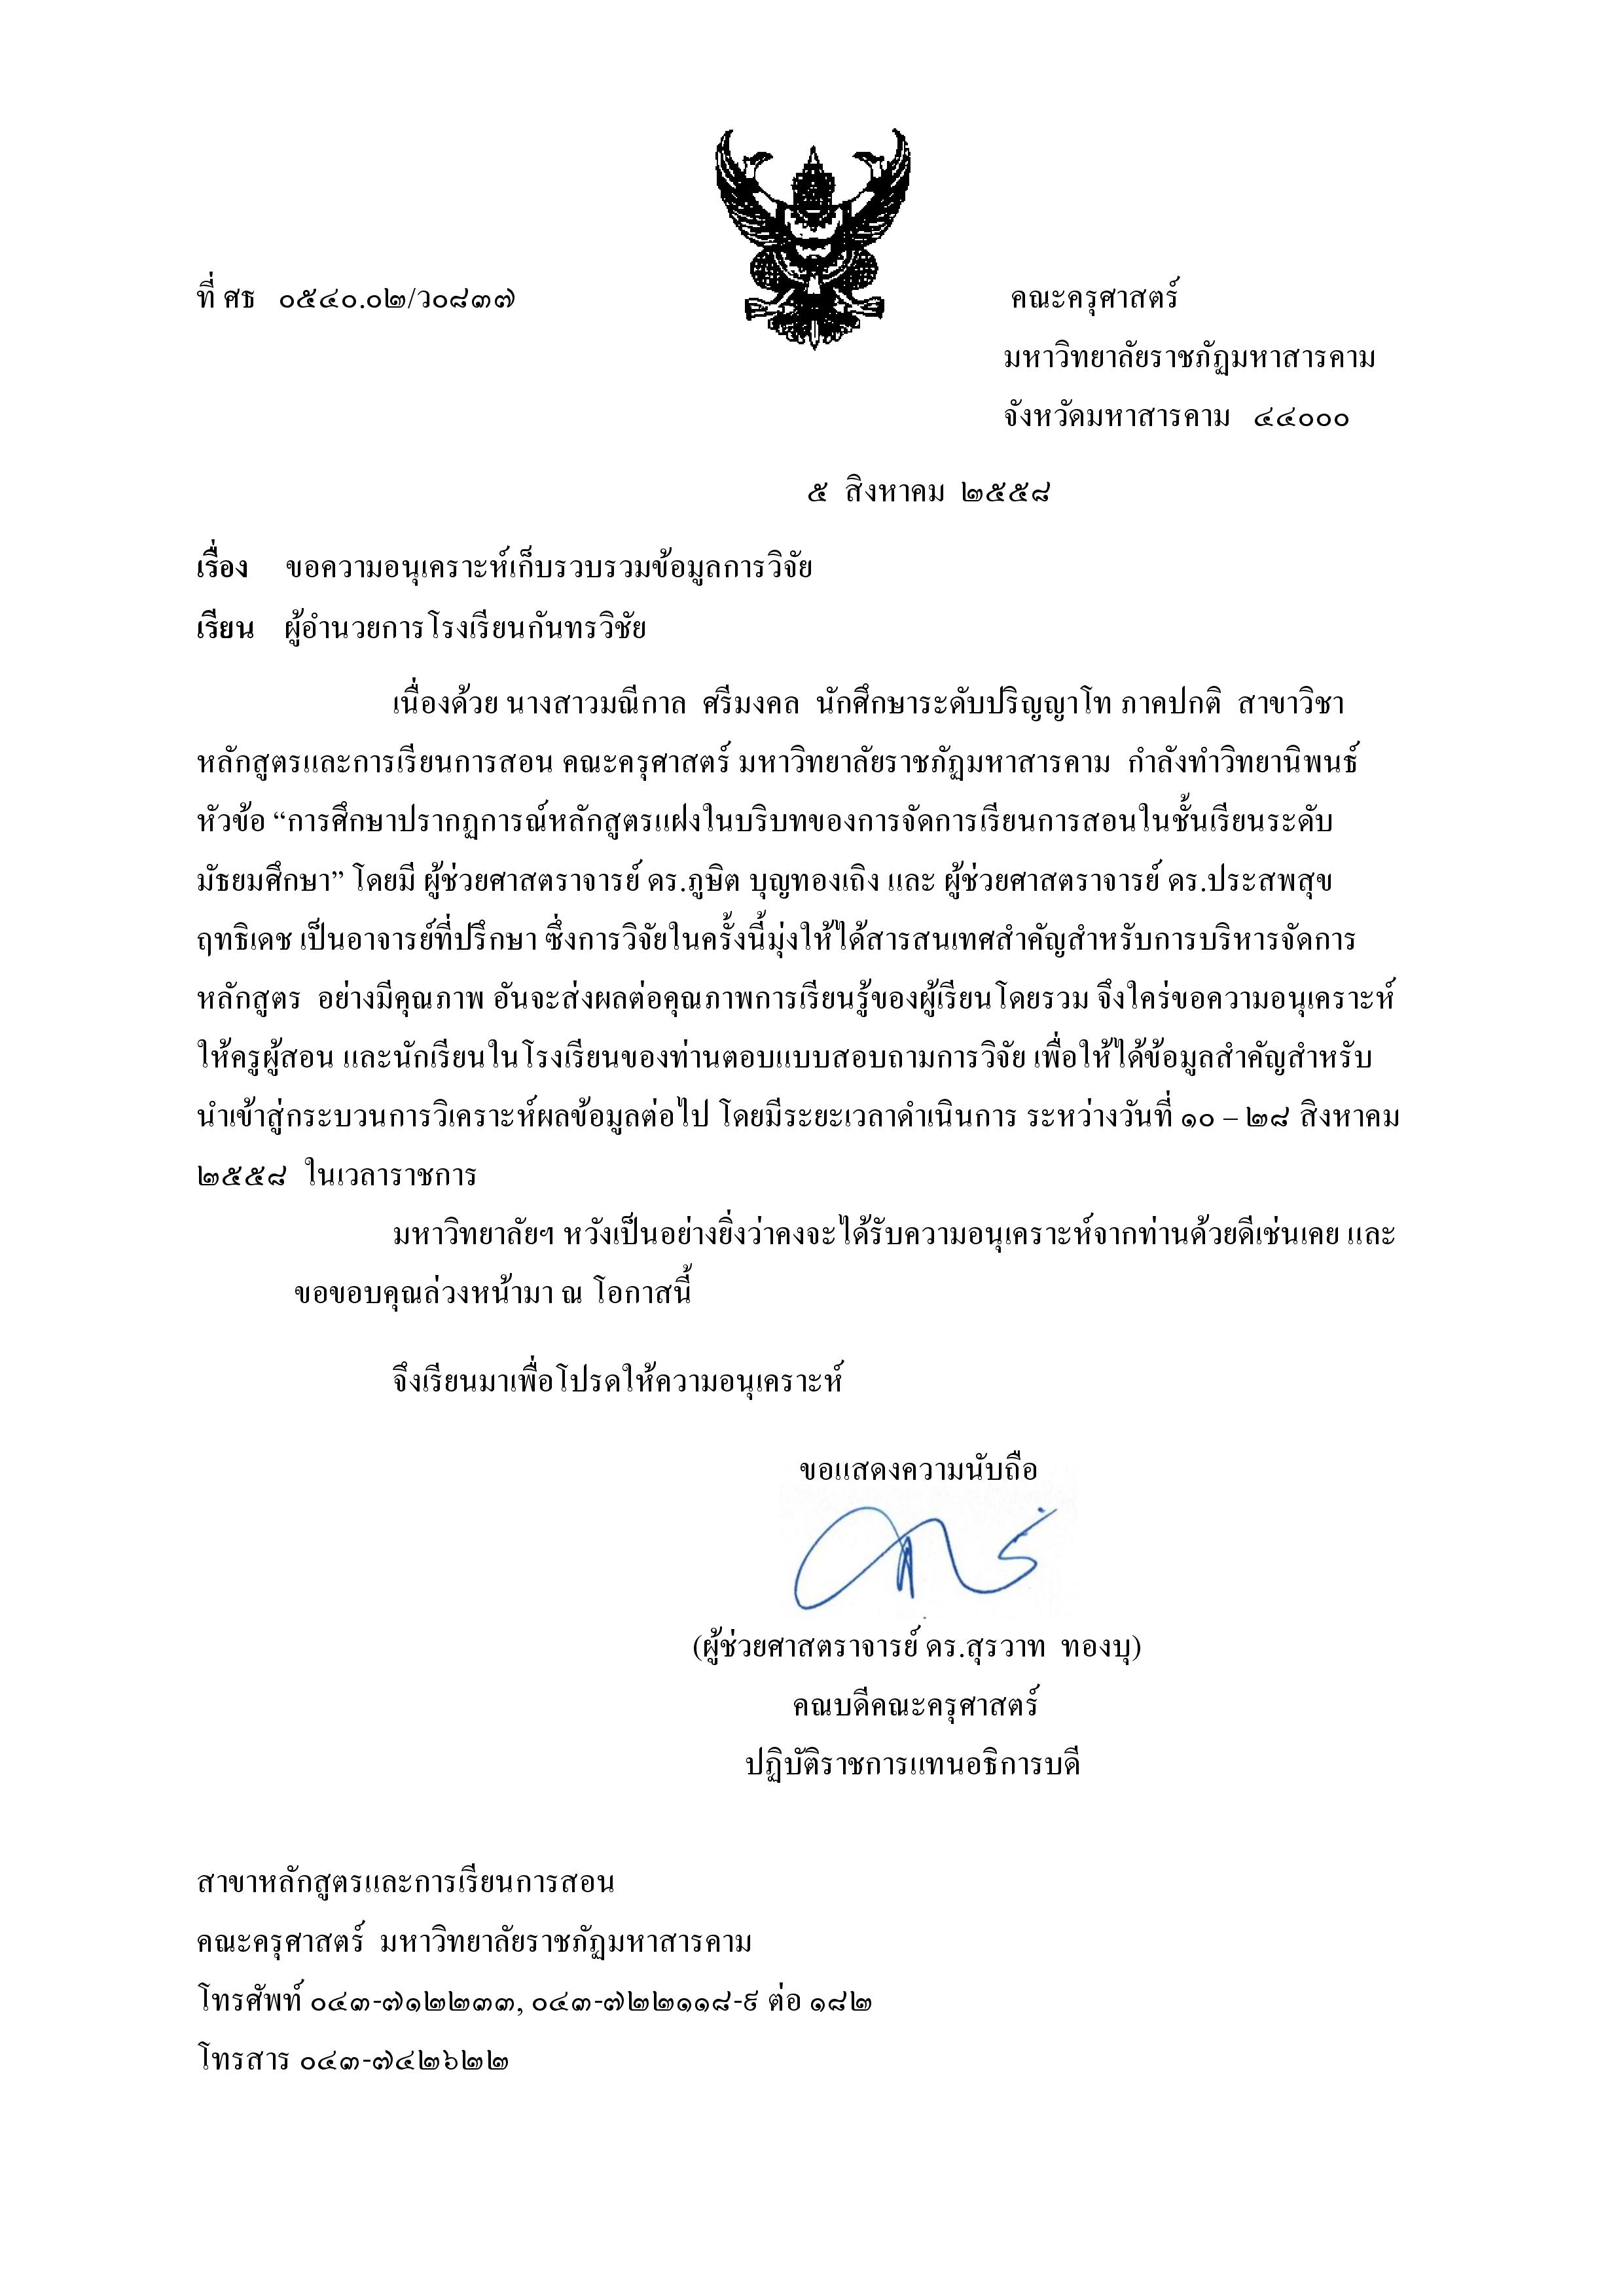 ที่ ศธ ๐๕๔๐.๐๒/ว๐๘๓๗
คณะครุศาสตร์
มหาวิทยาลัยราชภัฏมหาสารคาม
จังหวัดมหาสารคาม ๔๔๐๐๐
๕ สิงหาคม ๒๕๕๘
เรื่อง ขอความอนุเคราะห์เก็บรวบรวมข้อมูลการวิจัย
เรียน ผู้อำนวยการโรงเรียนกันทรวิชัย
เนื่องด้วย นางสาวมณีกาล ศรีมงคล นักศึกษาระดับปริญญาโท ภาคปกติ สาขาวิชา
หลักสูตรและการเรียนการสอน คณะครุศาสตร์ มหาวิทยาลัยราชภัฏมหาสารคาม กำลังทำวิทยานิพนธ์
หัวข้อ “การศึกษาปรากฏการณ์หลักสูตรแฝงในบริบทของการจัดการเรียนการสอนในชั้นเรียนระดับ
มัธยมศึกษา” โดยมี ผู้ช่วยศาสตราจารย์ ดร.ภูษิต บุญทองเถิง และ ผู้ช่วยศาสตราจารย์ ดร.ประสพสุข
ฤทธิเดช เป็นอาจารย์ที่ปรึกษา ซึ่งการวิจัยในครั้งนี้มุ่งให้ได้สารสนเทศสำคัญสำหรับการบริหารจัดการ
หลักสูตร อย่างมีคุณภาพ อันจะส่งผลต่อคุณภาพการเรียนรู้ของผู้เรียนโดยรวม จึงใคร่ขอความอนุเคราะห์
ให้ครูผู้สอน และนักเรียนในโรงเรียนของท่านตอบแบบสอบถามการวิจัย เพื่อให้ได้ข้อมูลสำคัญสำหรับ
นำเข้าสู่กระบวนการวิเคราะห์ผลข้อมูลต่อไป โดยมีระยะเวลาดำเนินการ ระหว่างวันที่ ๑๐ – ๒๘ สิงหาคม
๒๕๕๘ ในเวลาราชการ
มหาวิทยาลัยฯ หวังเป็นอย่างยิ่งว่าคงจะได้รับความอนุเคราะห์จากท่านด้วยดีเช่นเคย และ
ขอขอบคุณล่วงหน้ามา ณ โอกาสนี้
จึงเรียนมาเพื่อโปรดให้ความอนุเคราะห์
ขอแสดงความนับถือ
(ผู้ช่วยศาสตราจารย์ ดร.สุรวาท ทองบุ)
คณบดีคณะครุศาสตร์
ปฏิบัติราชการแทนอธิการบดี
สาขาหลักสูตรและการเรียนการสอน
คณะครุศาสตร์ มหาวิทยาลัยราชภัฏมหาสารคาม
โทรศัพท์ ๐๔๓-๗๑๒๒๓๓, ๐๔๓-๗๒๒๑๑๘-๙ ต่อ ๑๘๒
โทรสาร ๐๔๓-๗๔๒๖๒๒